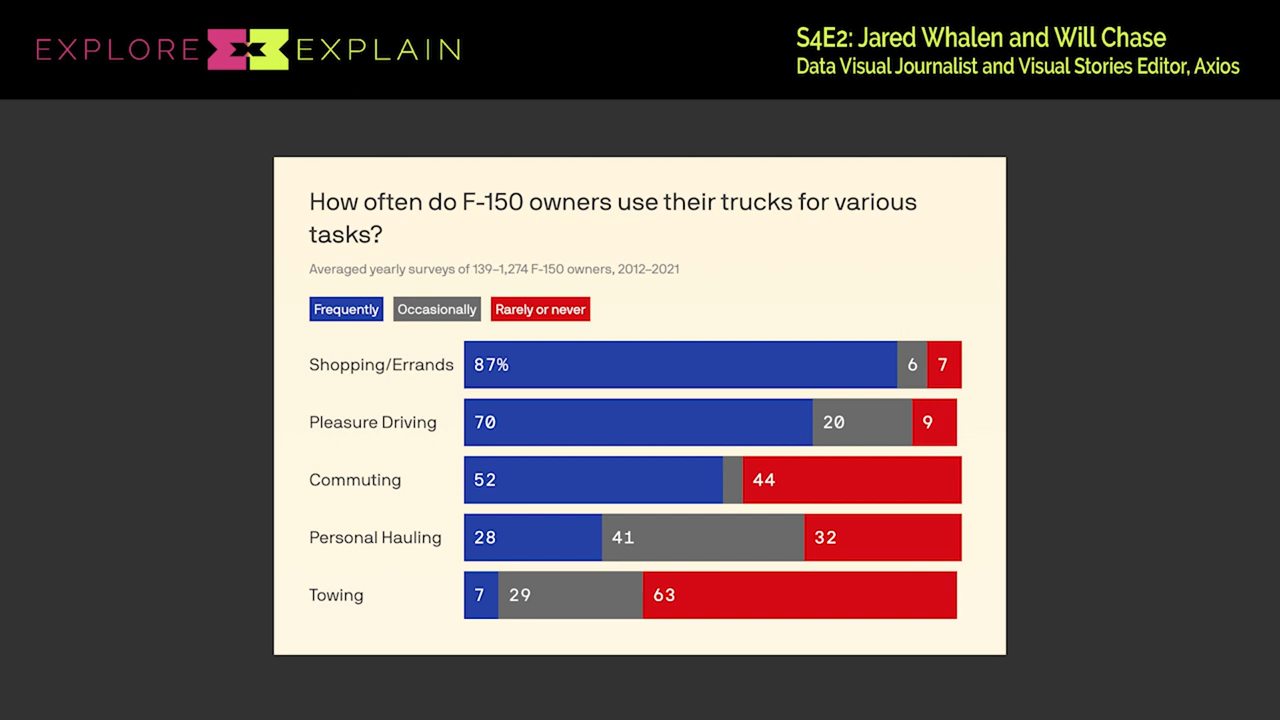 EXPLORE EXPLAIN
S4E2: Jared Whalen and Will Chase
Data Visual Journalist and Visual Stories Editor, Axios
How often do F-150 owners use their trucks for various
tasks?
Averaged yearly surveys of 139–1,274 F-150 owners, 2012–2021
Frequently Occasionally Rarely or never
Shopping/Errands 87% 6 7
Pleasure Driving 70 20 9
Commuting 52 44
Personal Hauling 28 41 32
Towing 7 29 63